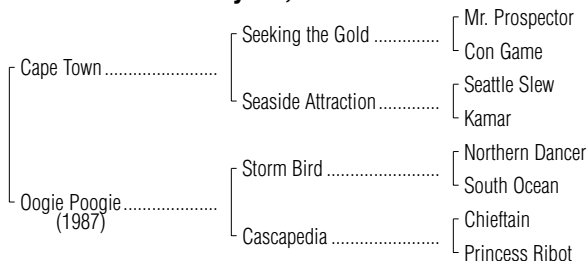 Mr. Prospector
Seeking the Gold ..............
Con Game
Cape Town ........................
Seattle Slew
Seaside Attraction .............
Kamar
Northern Dancer
Storm Bird ........................
South Ocean
Oogie Poogie ....................
(1987)
Chieftain
Cascapedia .......................
Princess Ribot